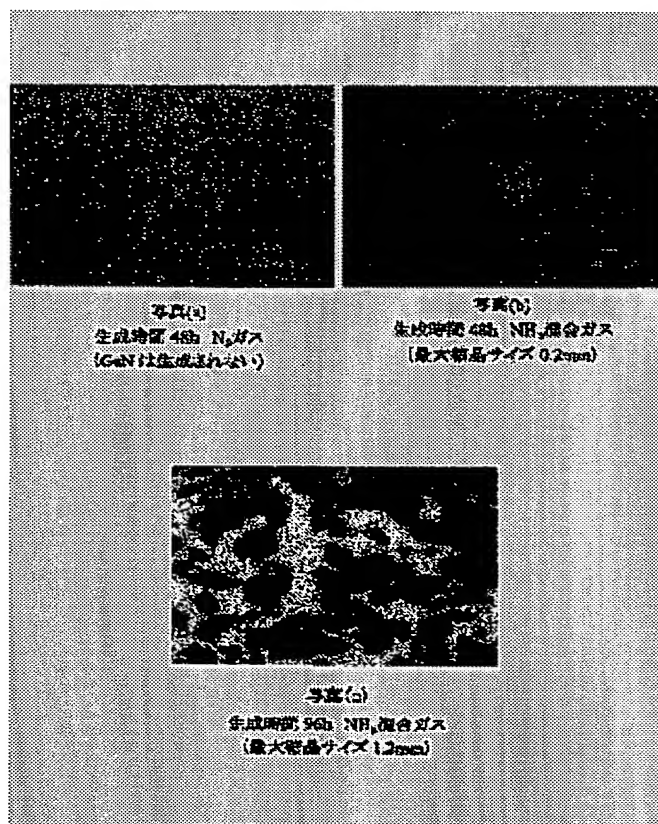 写真(a)
生成時間 48h N₂ガス
(GaNは生成されない)
写真(b)
生成時間 48h NH₃混合ガス
(最大結晶サイズ 0.2mm)
写真(c)
生成時間 96h NH₃混合ガス
(最大結晶サイズ 1.2mm)